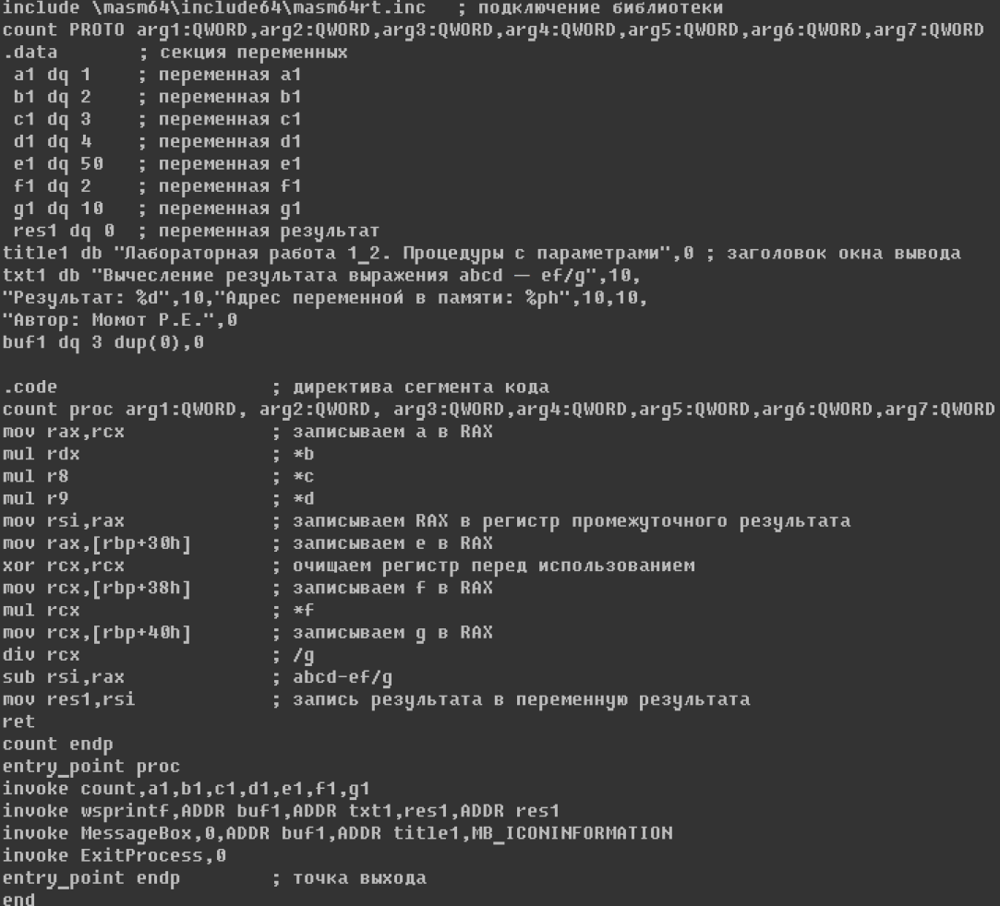 include \masm64\include64\masm64rt.inc   ; подключение библиотеки
count PROTO arg1:QWORD,arg2:QWORD,arg3:QWORD,arg4:QWORD,arg5:QWORD,arg6:QWORD,arg7:QWORD
.data          ; секция переменных
 a1 dq 1    ; переменная a1
 b1 dq 2    ; переменная b1
 c1 dq 3    ; переменная c1
 d1 dq 4    ; переменная d1
 e1 dq 50   ; переменная e1
 f1 dq 2    ; переменная f1
 g1 dq 10   ; переменная g1
 res1 dq 0  ; переменная результат
title1 db "Лабораторная работа 1_2. Процедуры с параметрами",0 ; заголовок окна вывода
txt1 db "Вычесление результата выражения abcd — ef/g",10,
"Результат: %d",10,"Адрес переменной в памяти: %ph",10,10,
"Автор: Момот Р.Е.",0
buf1 dq 3 dup(0),0
.code                   ; директива сегмента кода
count proc arg1:QWORD, arg2:QWORD, arg3:QWORD,arg4:QWORD,arg5:QWORD,arg6:QWORD,arg7:QWORD
mov rax,rcx             ; записываем a в RAX
mul rdx                 ; *b
mul r8                  ; *c
mul r9                  ; *d
mov rsi,rax             ; записываем RAX в регистр промежуточного результата
mov rax,[rbp+30h]       ; записываем e в RAX
xor rcx,rcx             ; очищаем регистр перед использованием
mov rcx,[rbp+38h]       ; записываем f в RAX
mul rcx                 ; *f
mov rcx,[rbp+40h]       ; записываем g в RAX
div rcx                 ; /g
sub rsi,rax             ; abcd-ef/g
mov res1,rsi            ; запись результата в переменную результата
ret
count endp
entry_point proc
invoke count,a1,b1,c1,d1,e1,f1,g1
invoke wsprintf,ADDR buf1,ADDR txt1,res1,ADDR res1
invoke MessageBox,0,ADDR buf1,ADDR title1,MB_ICONINFORMATION
invoke ExitProcess,0
entry_point endp        ; точка выхода
end